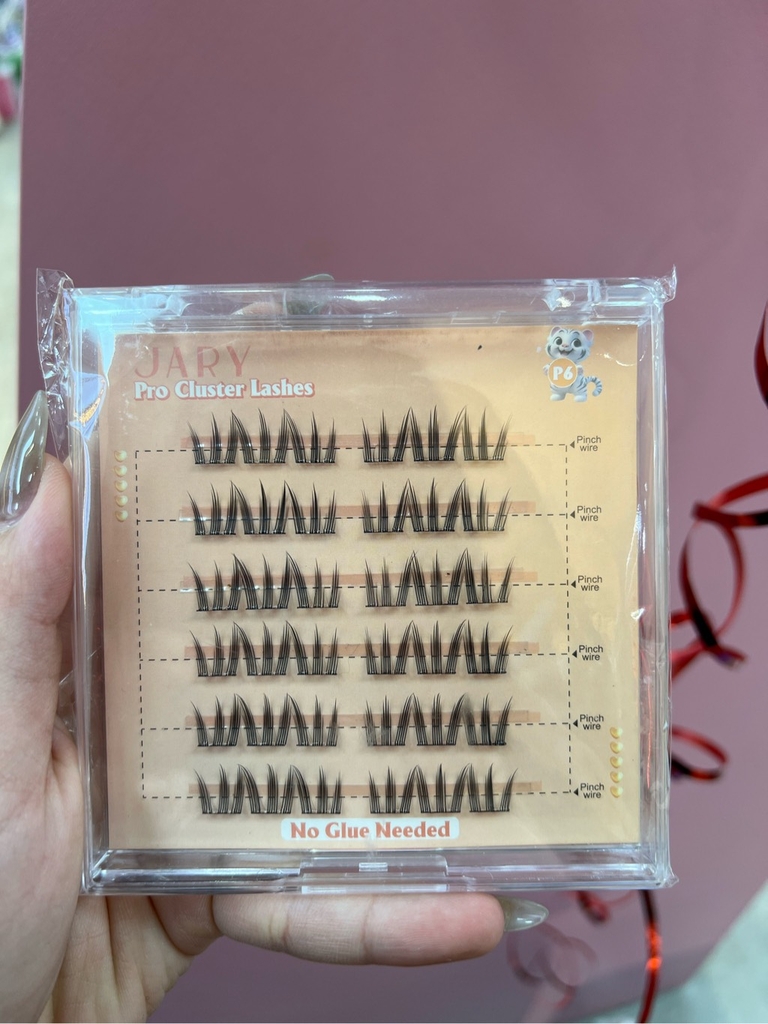 JARY
Pro Cluster Lashes
P6
Pinch
wire
Pinch
wire
Pinch
wire
Pinch
wire
Pinch
wire
Pinch
wire
No Glue Needed